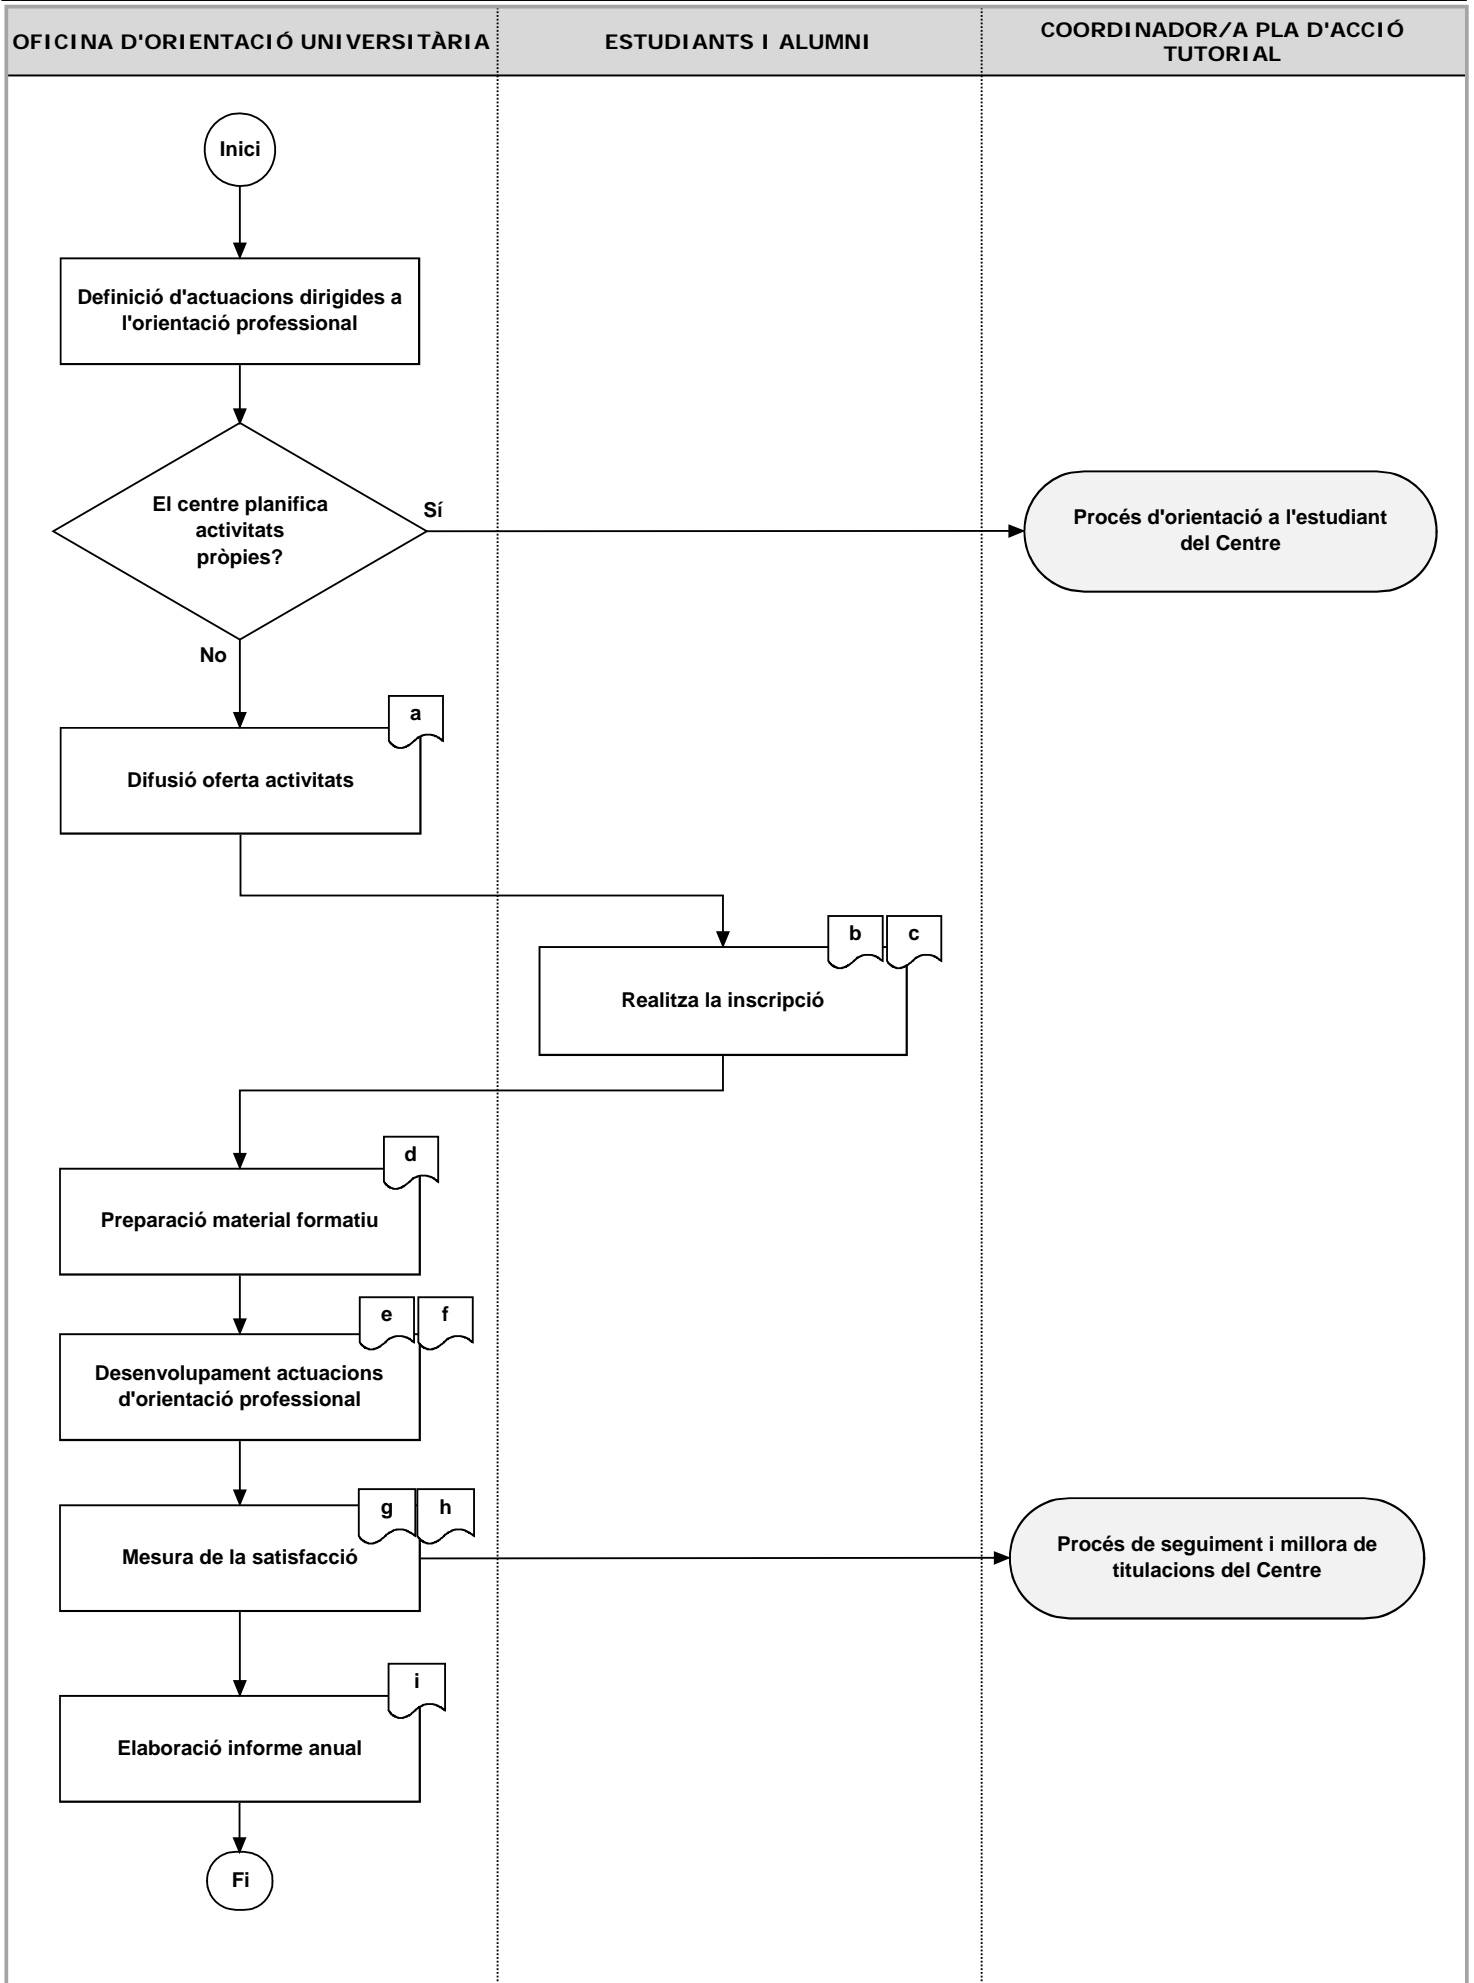 OFICINA D'ORIENTACIÓ UNIVERSITÀRIA
ESTUDIANTS I ALUMNI
COORDINADOR/A PLA D'ACCIÓ
TUTORIAL
Inici
Definició d'actuacions dirigides a
l'orientació professional
El centre planifica
activitats
pròpies?
Sí
Procés d'orientació a l'estudiant
del Centre
No
a
Difusió oferta activitats
b
c
Realitza la inscripció
d
Preparació material formatiu
e
f
Desenvolupament actuacions
d'orientació professional
g
h
Mesura de la satisfacció
Procés de seguiment i millora de
titulacions del Centre
i
Elaboració informe anual
Fi